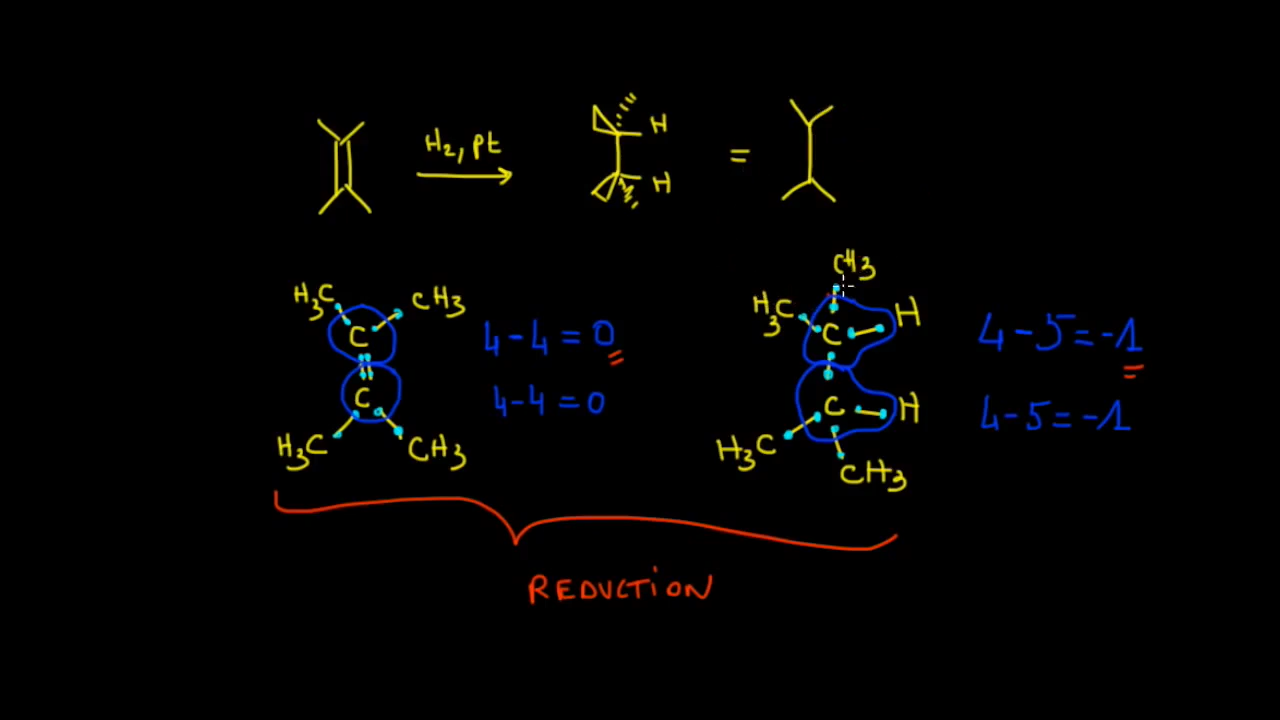 H2, Pt
H
H
=
H3C CH3
C
C
H3C CH3
4-4=0
4-4=0
CH3
H3C
C H
C H
H3C
CH3
4-5=-1
4-5=-1
REDUCTiON